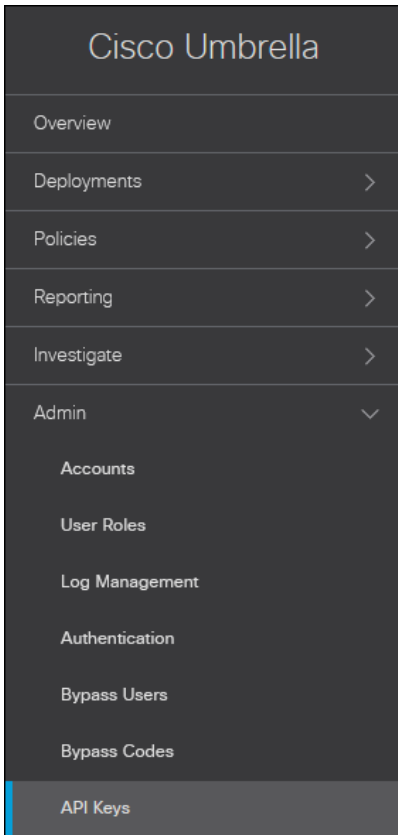 Cisco Umbrella
Overview
Deployments
Policies
Reporting
Investigate
Admin
Accounts
User Roles
Log Management
Authentication
Bypass Users
Bypass Codes
API Keys